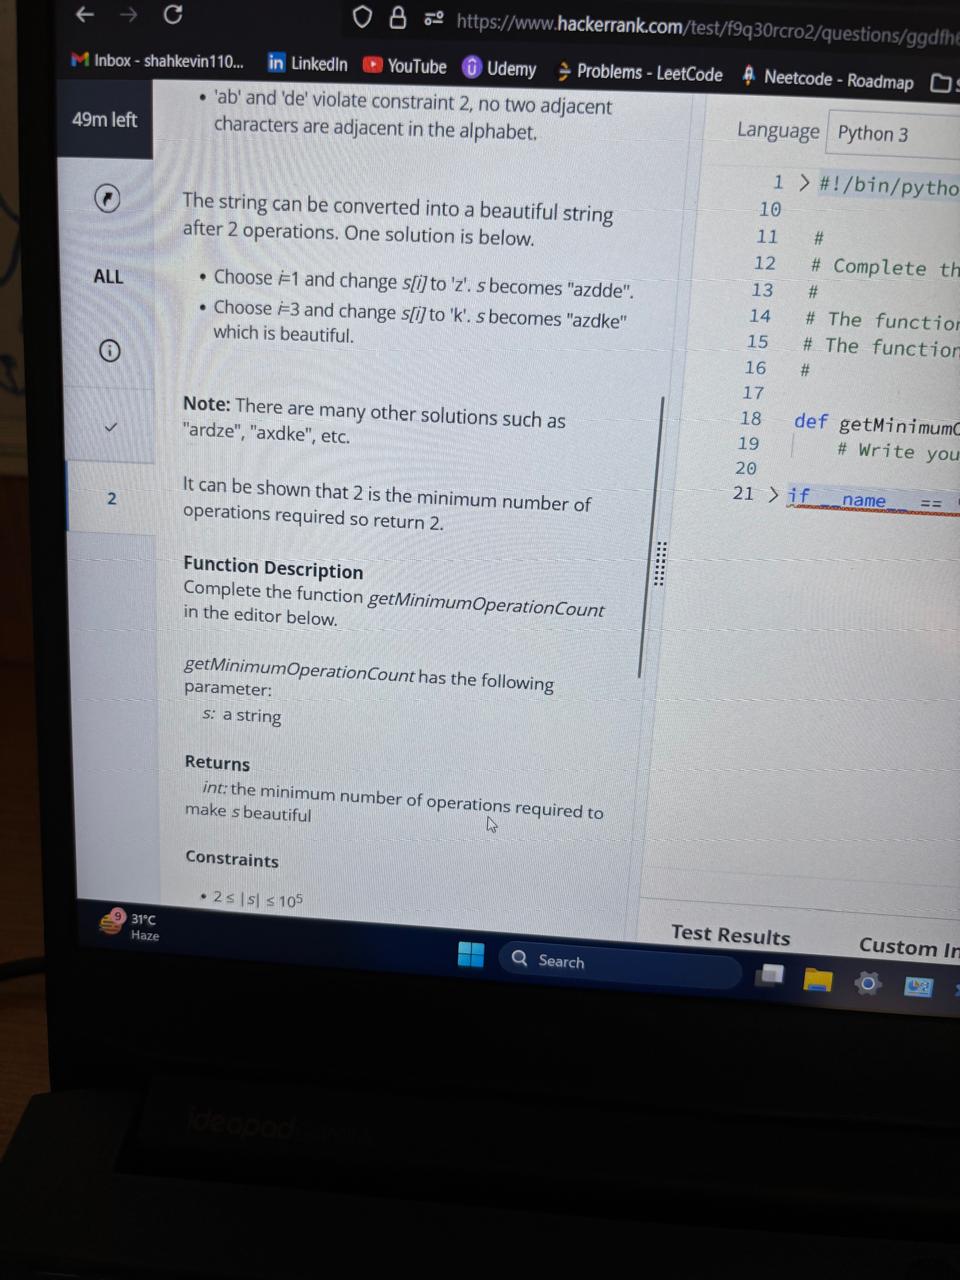 https://www.hackerrank.com/test/f9q30rcro2/questions/ggdfh
Inbox - shahkevin110...
LinkedIn
YouTube
Udemy
Problems - LeetCode
Neetcode - Roadmap
49m left
ALL
2
• 'ab' and 'de' violate constraint 2, no two adjacent
characters are adjacent in the alphabet.
The string can be converted into a beautiful string
after 2 operations. One solution is below.
• Choose i=1 and change s[i] to 'z'. s becomes "azdde".
• Choose i=3 and change s[i] to 'k'. s becomes "azdke"
which is beautiful.
Note: There are many other solutions such as
"ardze", "axdke", etc.
It can be shown that 2 is the minimum number of
operations required so return 2.
Function Description
Complete the function getMinimumOperationCount
in the editor below.
getMinimumOperationCount has the following
parameter:
s: a string
Returns
int: the minimum number of operations required to
make s beautiful
Constraints
• 2 ≤ |s| ≤ 10⁵
Language
Python 3
1 > #!/bin/pytho
10
11 #
12 # Complete th
13 #
14 # The function
15 # The function
16 #
17
18 def getMinimumO
19 # Write you
20
21 > if __name__ ==
Test Results
Custom In
9
31°C
Haze
Search
ideapad